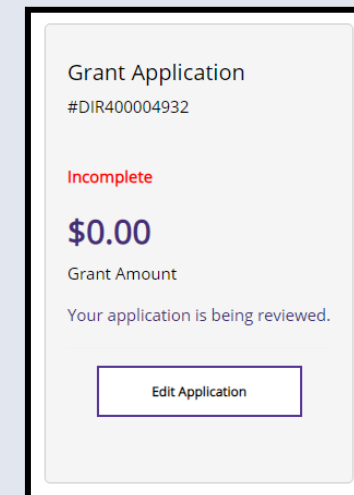 Grant Application
#DIR400004932
Incomplete
$0.00
Grant Amount
Your application is being reviewed.
Edit Application